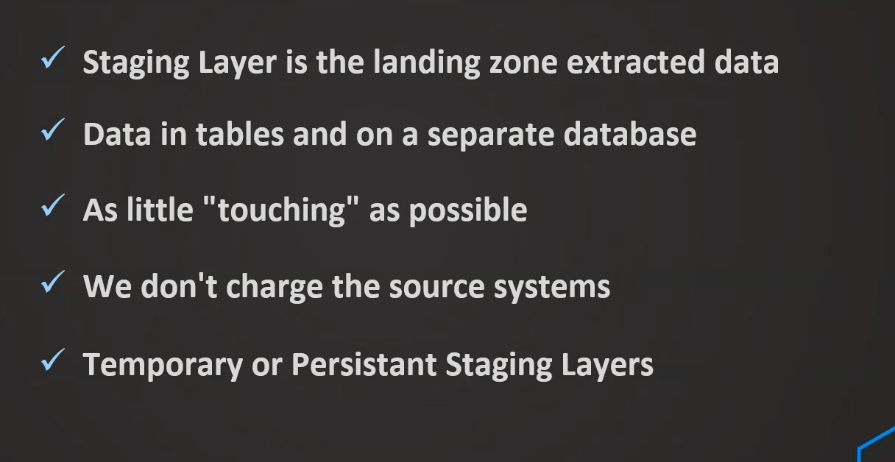 Staging Layer is the landing zone extracted data
Data in tables and on a separate database
As little "touching" as possible
We don't charge the source systems
Temporary or Persistant Staging Layers